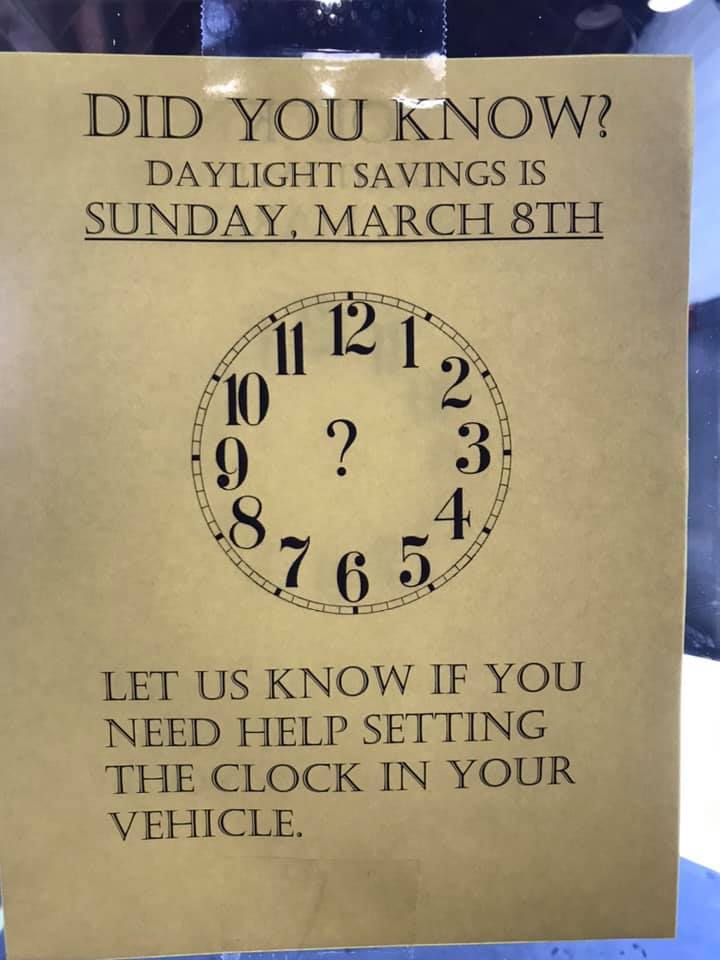 DID YOU KNOW?
DAYLIGHT SAVINGS IS
SUNDAY, MARCH 8TH
12
11 1
10 2
?
9 3
8 4
7 6 5
LET US KNOW IF YOU
NEED HELP SETTING
THE CLOCK IN YOUR
VEHICLE.